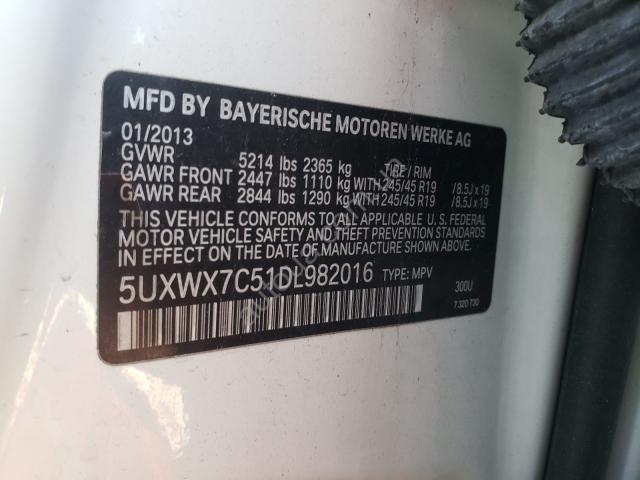 MFD BY BAYERISCHE MOTOREN WERKE AG
01/2013
GVWR 5214 lbs 2365 kg TIRE / RIM
GAWR FRONT 2447 lbs 1110 kg WITH 245/45 R19 / 8.5J x 19
GAWR REAR 2844 lbs 1290 kg WITH 245/45 R19 / 8.5J x 19
THIS VEHICLE CONFORMS TO ALL APPLICABLE U. S. FEDERAL
MOTOR VEHICLE SAFETY AND THEFT PREVENTION STANDARDS
IN EFFECT ON THE DATE OF MANUFACTURE SHOWN ABOVE.
5UXWX7C51DL982016 TYPE: MPV 300U
7 320 730